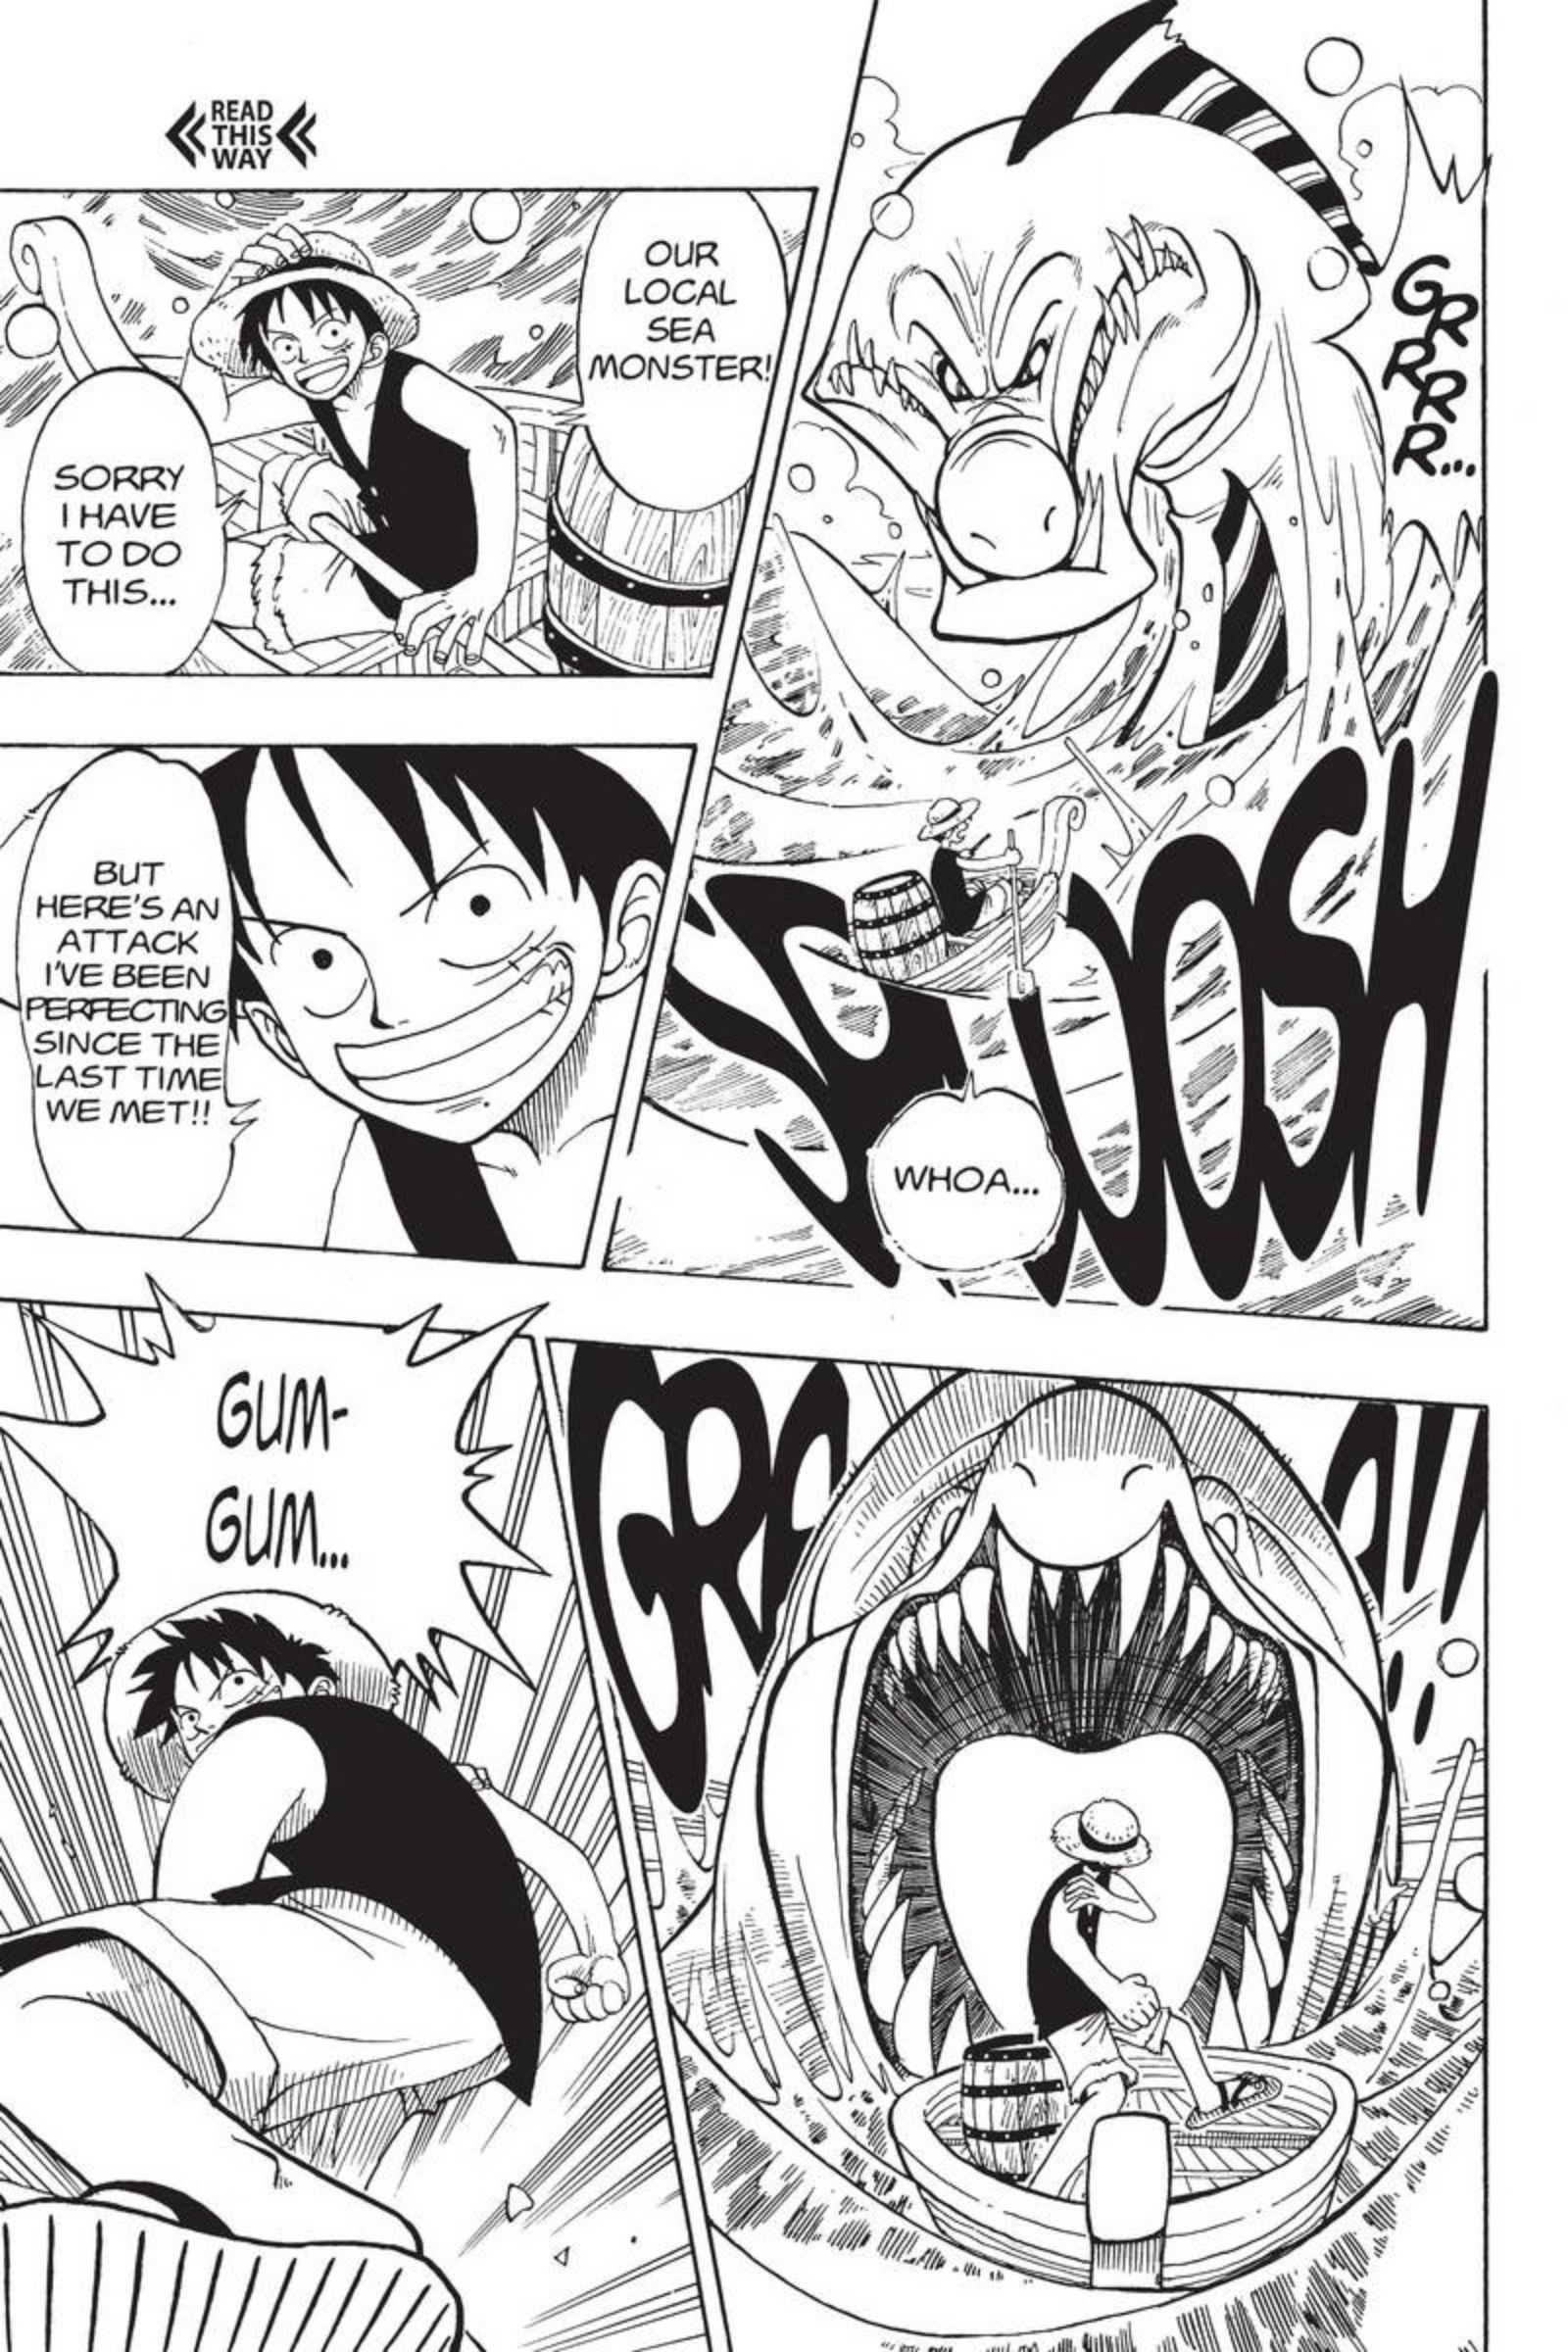 READ
THIS
WAY
GR
RR
R...
SPLOOSH
WHOA...
OUR
LOCAL
SEA
MONSTER!
SORRY
I HAVE
TO DO
THIS...
BUT
HERE'S AN
ATTACK
I'VE BEEN
PERFECTING
SINCE THE
LAST TIME
WE MET!!
GUM-
GUM...